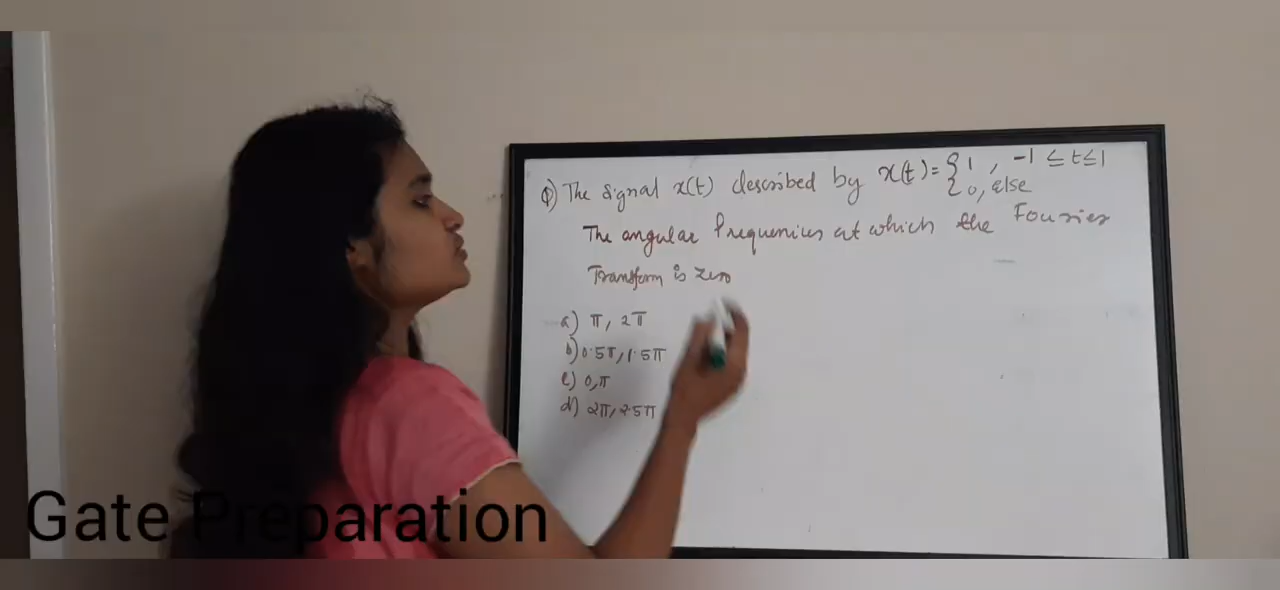 Q) The signal x(t) described by x(t) = { 1 , -1 ≤ t ≤ 1
0, else
The angular frequencies at which the Fourier
Transform is zero
a) π, 2π
b) 0.5π, 1.5π
c) 0, π
d) 2π, 2.5π
Gate Preparation